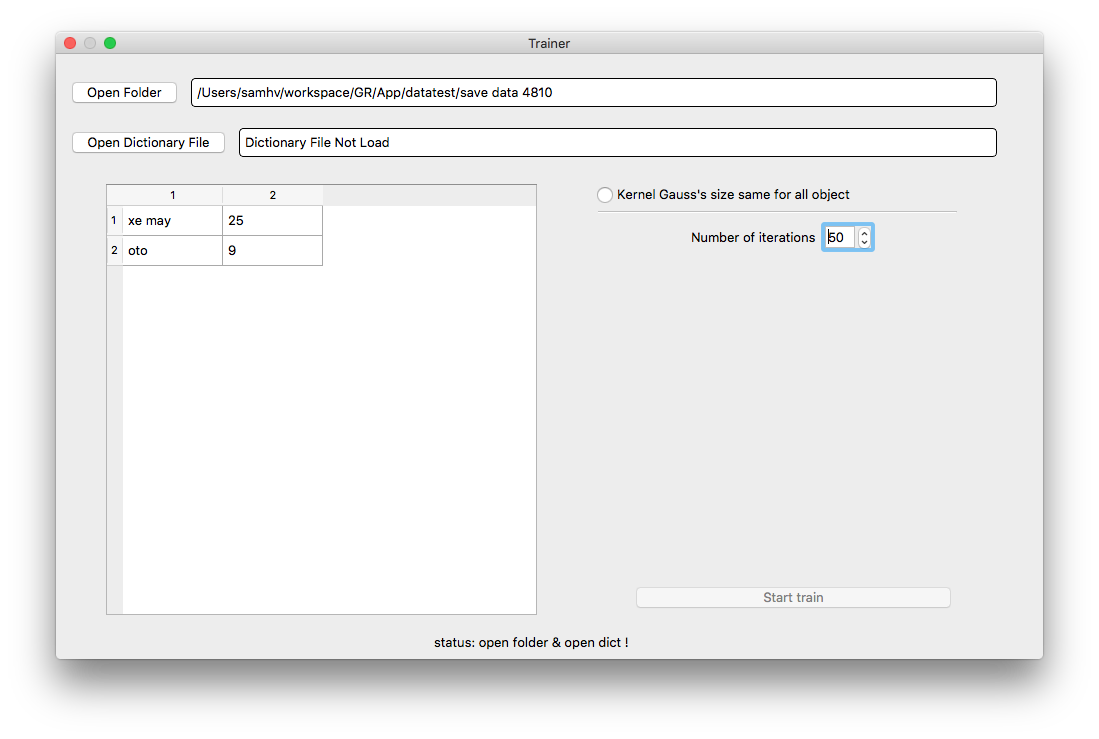 Trainer
Open Folder /Users/samhv/workspace/GR/App/datatest/save data 4810
Open Dictionary File Dictionary File Not Load
1 2
1 xe may 25
2 oto 9
Kernel Gauss's size same for all object
Number of iterations 50
Start train
status: open folder & open dict !